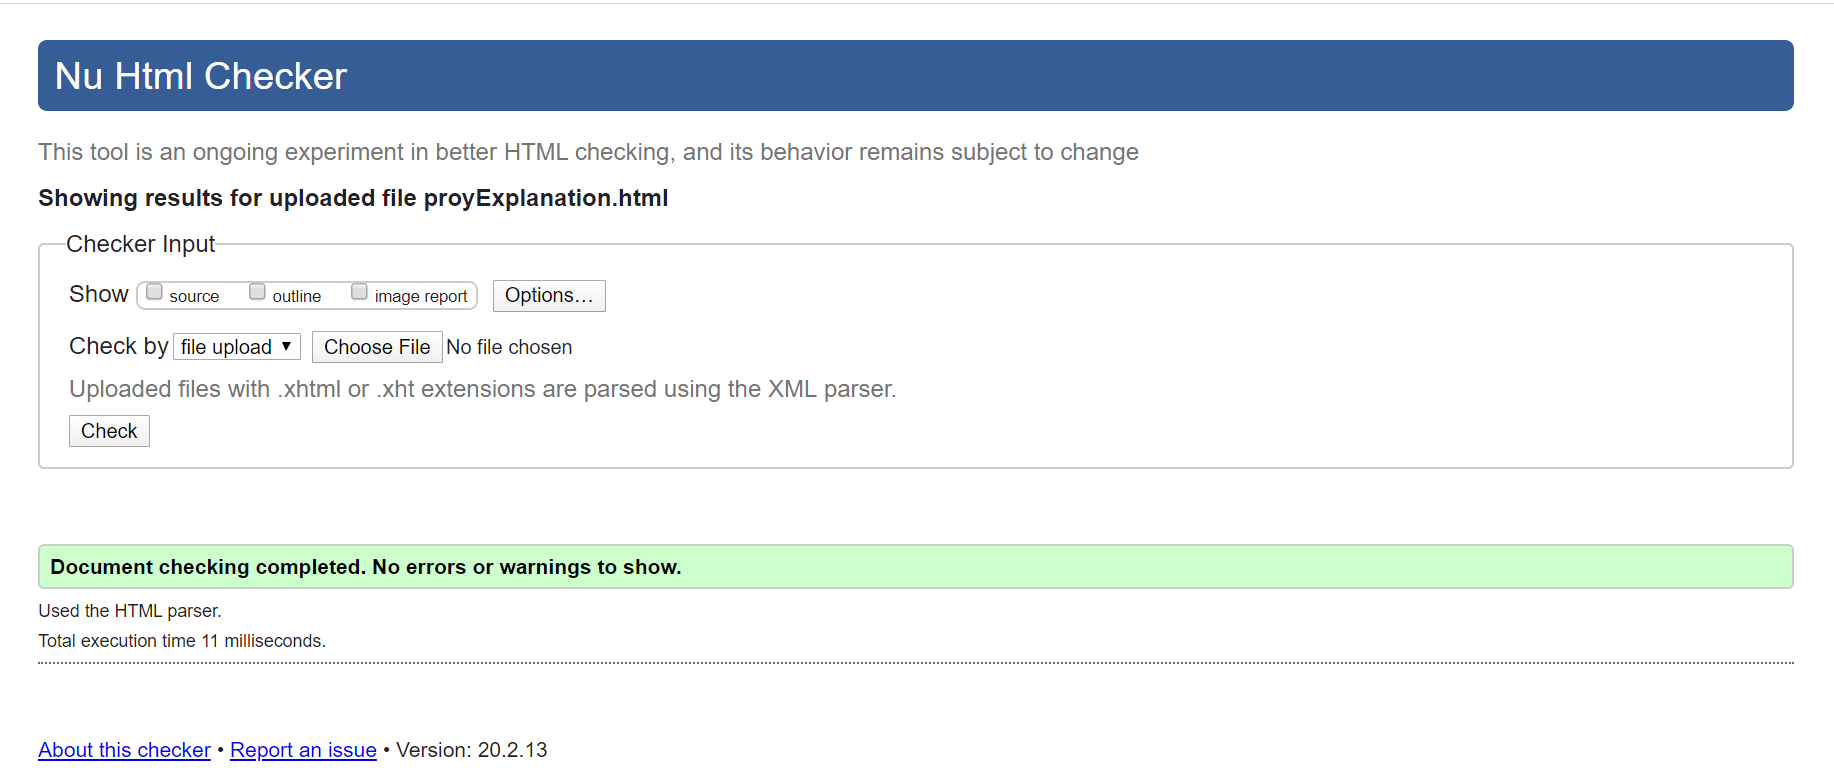 Nu Html Checker
This tool is an ongoing experiment in better HTML checking, and its behavior remains subject to change
Showing results for uploaded file proyExplanation.html
Checker Input
Show source outline image report Options…
Check by file upload Choose File No file chosen
Uploaded files with .xhtml or .xht extensions are parsed using the XML parser.
Check
Document checking completed. No errors or warnings to show.
Used the HTML parser.
Total execution time 11 milliseconds.
About this checker • Report an issue • Version: 20.2.13